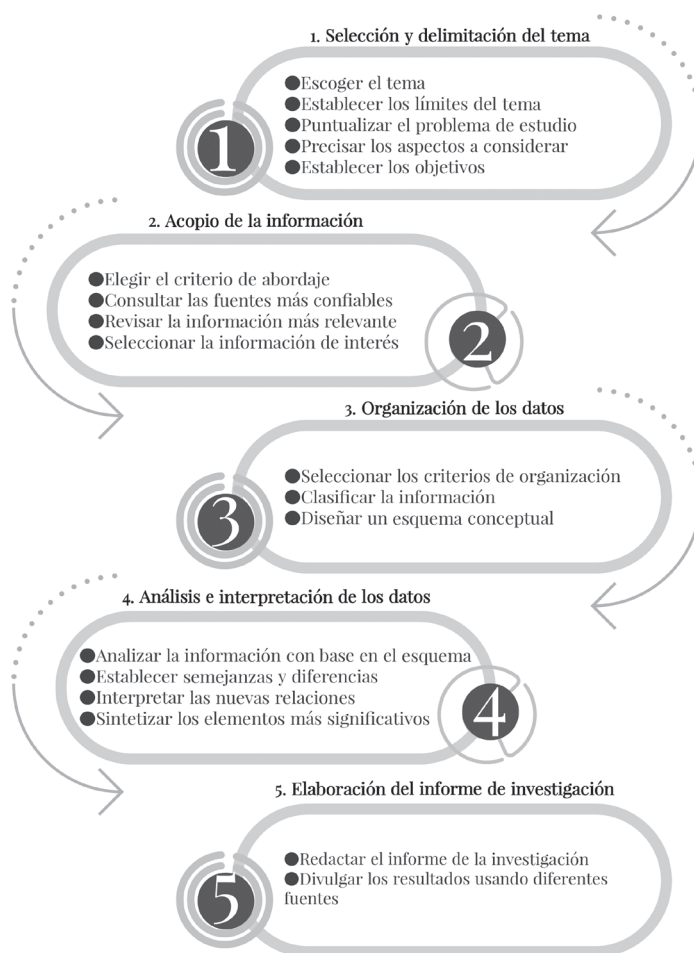 1. Selección y delimitación del tema
●Escoger el tema
●Establecer los límites del tema
●Puntualizar el problema de estudio
●Precisar los aspectos a considerar
●Establecer los objetivos
1
2. Acopio de la información
●Elegir el criterio de abordaje
●Consultar las fuentes más confiables
●Revisar la información más relevante
●Seleccionar la información de interés
2
3. Organización de los datos
●Seleccionar los criterios de organización
●Clasificar la información
●Diseñar un esquema conceptual
3
4. Análisis e interpretación de los datos
●Analizar la información con base en el esquema
●Establecer semejanzas y diferencias
●Interpretar las nuevas relaciones
●Sintetizar los elementos más significativos
4
5. Elaboración del informe de investigación
●Redactar el informe de la investigación
●Divulgar los resultados usando diferentes
fuentes
5